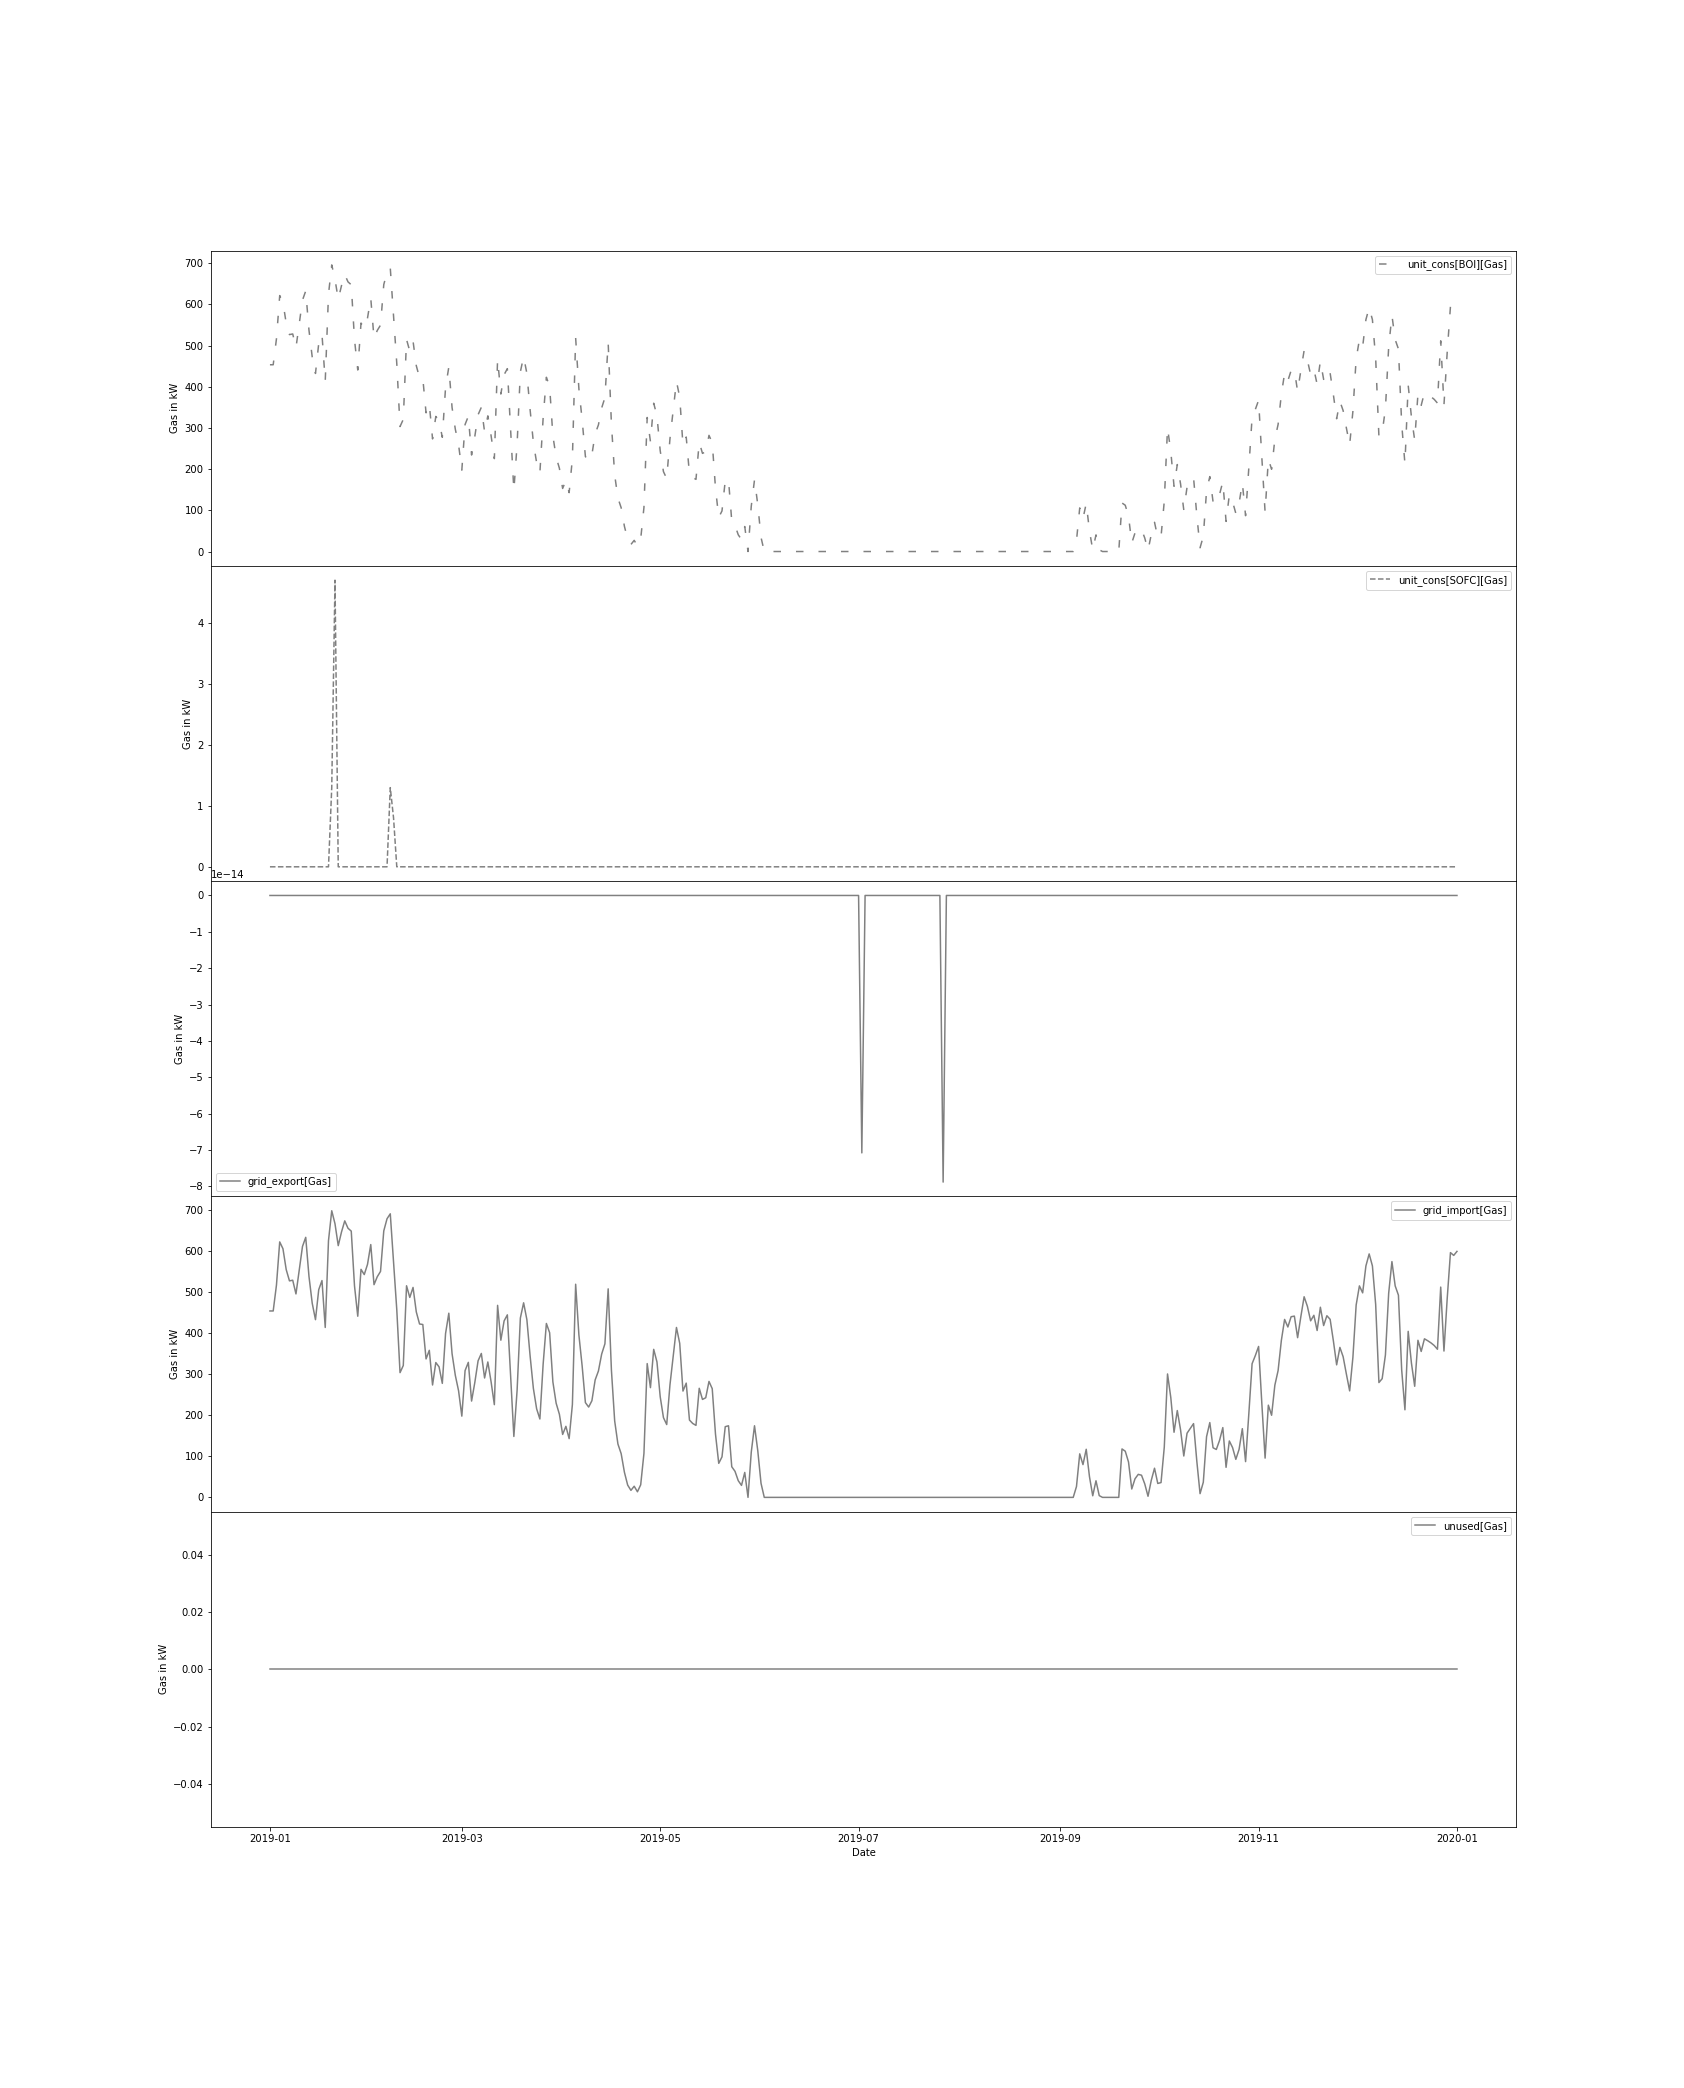 700
600
500
400
300
200
100
0
Gas in kW
unit_cons[BOI][Gas]
4
3
2
1
0
Gas in kW
unit_cons[SOFC][Gas]
1e−14
0
−1
−2
−3
−4
−5
−6
−7
−8
Gas in kW
grid_export[Gas]
700
600
500
400
300
200
100
0
Gas in kW
grid_import[Gas]
0.04
0.02
0.00
−0.02
−0.04
Gas in kW
unused[Gas]
2019-01 2019-03 2019-05 2019-07 2019-09 2019-11 2020-01
Date